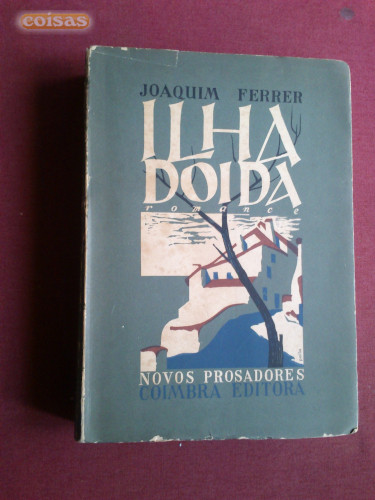 coisas
JOAQUIM FERRER
ILHA
DOIDA
romance
NOVOS PROSADORES
COIMBRA EDITORA